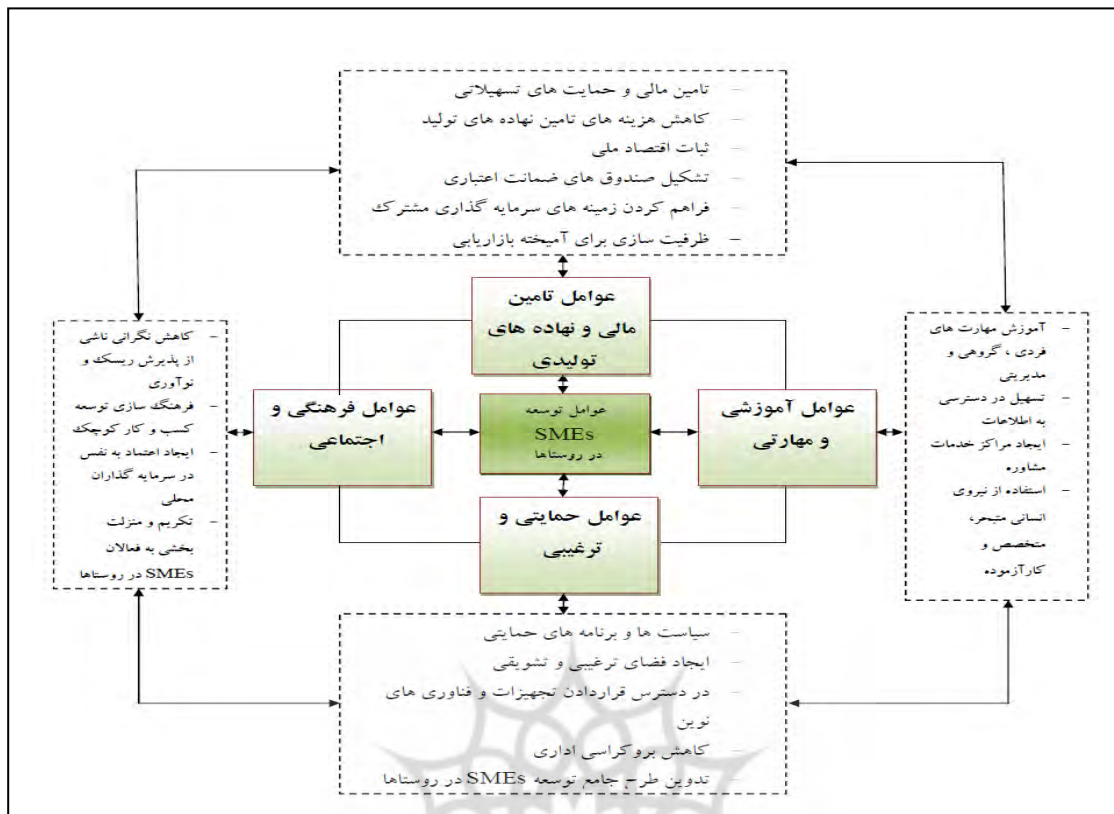 – تامین مالی و حمایت های تسهیلاتی
– کاهش هزینه های تامین نهاده های تولید
– ثبات اقتصاد ملی
– تشکیل صندوق های ضمانت اعتباری
– فراهم کردن زمینه های سرمایه گذاری مشترک
– ظرفیت سازی برای آمیخته بازاریابی
عوامل تامین
مالی و نهاده های
تولیدی
– آموزش مهارت های
فردی ، گروهی و
مدیریتی
– تسهیل در دسترسی
به اطلاعات
– ایجاد مراکز خدمات
مشاوره
– استفاده از نیروی
انسانی متبحر،
متخصص و
کارآزموده
عوامل آموزشی
و مهارتی
عوامل توسعه
SMEs
در روستاها
عوامل فرهنگی و
اجتماعی
– کاهش نگرانی ناشی
از پذیرش ریسک و
نوآوری
– فرهنگ سازی توسعه
کسب و کار کوچک
– ایجاد اعتماد به نفس
در سرمایه گذاران
محلی
– تکریم و منزلت
بخشی به فعالان
SMEs در روستاها
عوامل حمایتی و
ترغیبی
– سیاست ها و برنامه های حمایتی
– ایجاد فضای ترغیبی و تشویقی
– در دسترس قراردادن تجهیزات و فناوری های
نوین
– کاهش بروکراسی اداری
– تدوین طرح جامع توسعه SMEs در روستاها